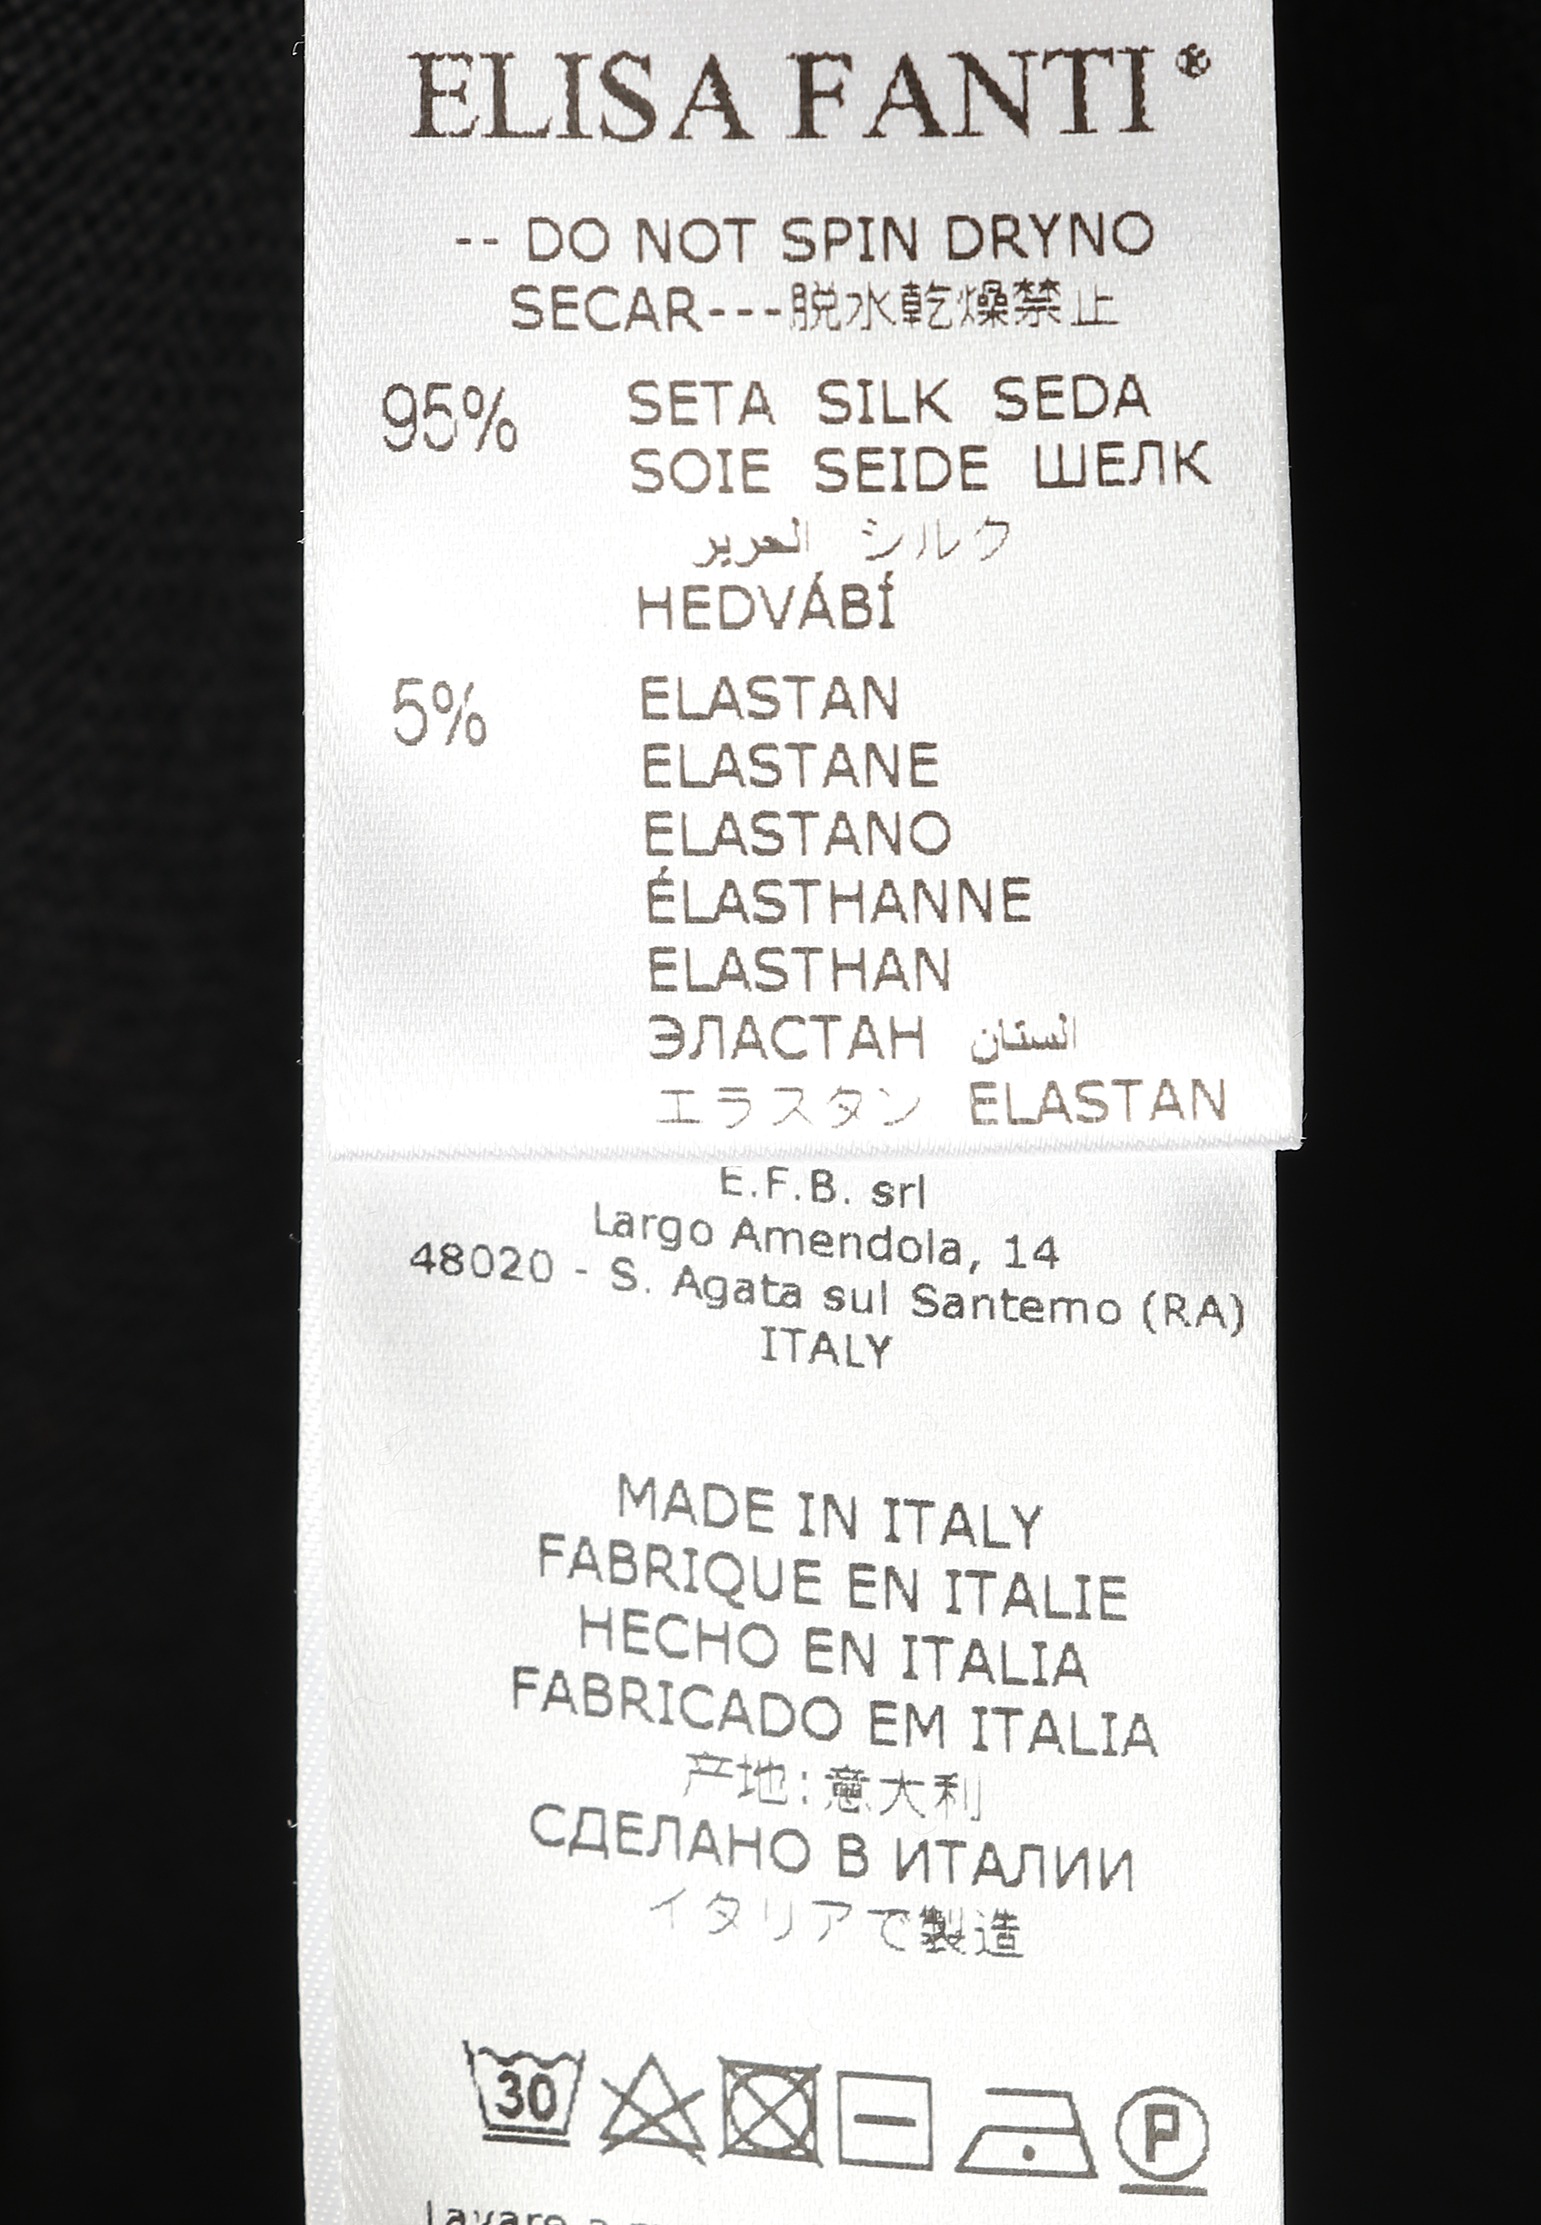 ELISA FANTI®
-- DO NOT SPIN DRYNO
SECAR---脱水乾燥禁止
95% SETA SILK SEDA
SOIE SEIDE ШЕЛК
الحرير シルク
HEDVÁBÍ
5% ELASTAN
ELASTANE
ELASTANO
ÉLASTHANNE
ELASTHAN
ЭЛАСТАН الستان
エラスタン ELASTAN
E.F.B. srl
Largo Amendola, 14
48020 - S. Agata sul Santemo (RA)
ITALY
MADE IN ITALY
FABRIQUE EN ITALIE
HECHO EN ITALIA
FABRICADO EM ITALIA
产地:意大利
СДЕЛАНО В ИТАЛИИ
イタリアで製造
30 P
Lavare a